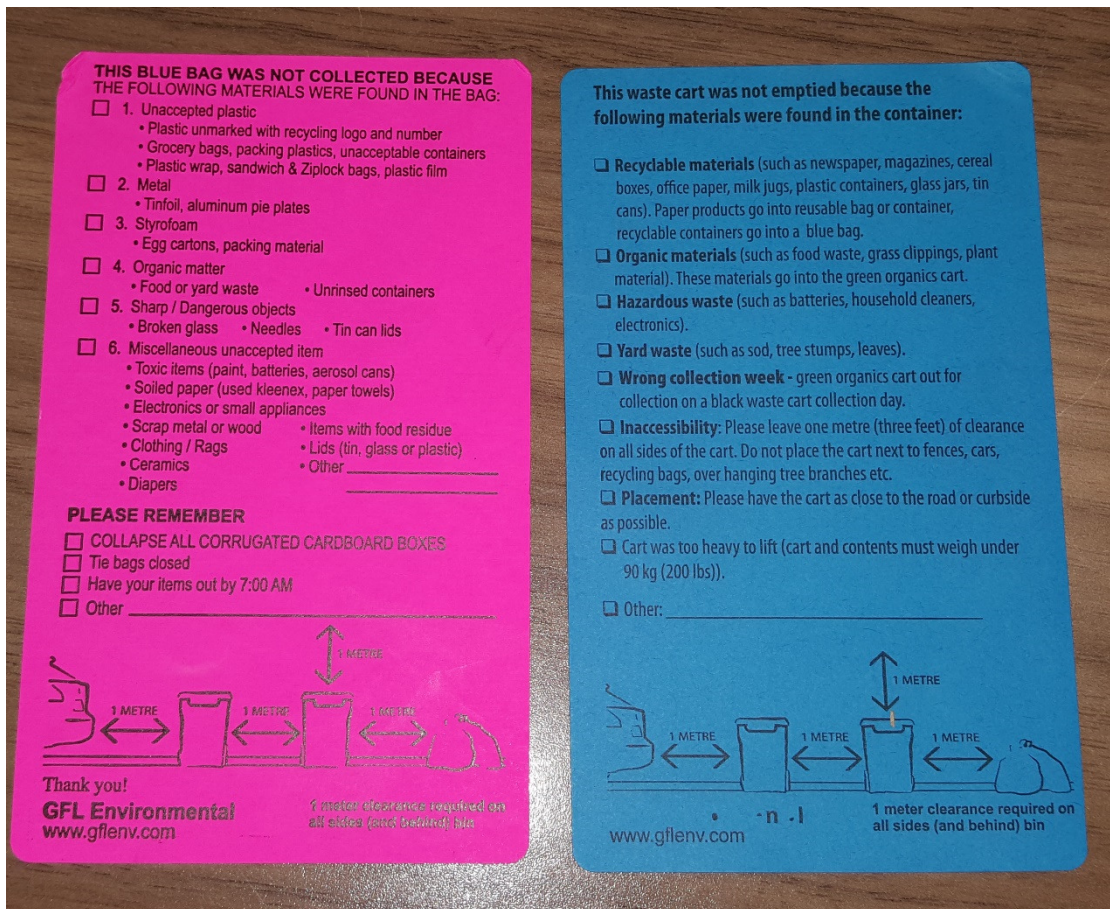 THIS BLUE BAG WAS NOT COLLECTED BECAUSE
THE FOLLOWING MATERIALS WERE FOUND IN THE BAG:
1. Unaccepted plastic
• Plastic unmarked with recycling logo and number
• Grocery bags, packing plastics, unacceptable containers
• Plastic wrap, sandwich & Ziplock bags, plastic film
2. Metal
• Tinfoil, aluminum pie plates
3. Styrofoam
• Egg cartons, packing material
4. Organic matter
• Food or yard waste • Unrinsed containers
5. Sharp / Dangerous objects
• Broken glass • Needles • Tin can lids
6. Miscellaneous unaccepted item
• Toxic items (paint, batteries, aerosol cans)
• Soiled paper (used kleenex, paper towels)
• Electronics or small appliances
• Scrap metal or wood • Items with food residue
• Clothing / Rags • Lids (tin, glass or plastic)
• Ceramics • Other
• Diapers
PLEASE REMEMBER
COLLAPSE ALL CORRUGATED CARDBOARD BOXES
Tie bags closed
Have your items out by 7:00 AM
Other
1 METRE
1 METRE 1 METRE 1 METRE
Thank you!
GFL Environmental
www.gflenv.com
1 meter clearance required on
all sides (and behind) bin
This waste cart was not emptied because the
following materials were found in the container:
Recyclable materials (such as newspaper, magazines, cereal
boxes, office paper, milk jugs, plastic containers, glass jars, tin
cans). Paper products go into reusable bag or container,
recyclable containers go into a blue bag.
Organic materials (such as food waste, grass clippings, plant
material). These materials go into the green organics cart.
Hazardous waste (such as batteries, household cleaners,
electronics).
Yard waste (such as sod, tree stumps, leaves).
Wrong collection week - green organics cart out for
collection on a black waste cart collection day.
Inaccessibility: Please leave one metre (three feet) of clearance
on all sides of the cart. Do not place the cart next to fences, cars,
recycling bags, over hanging tree branches etc.
Placement: Please have the cart as close to the road or curbside
as possible.
Cart was too heavy to lift (cart and contents must weigh under
90 kg (200 lbs)).
Other:
1 METRE
1 METRE 1 METRE 1 METRE
www.gflenv.com
1 meter clearance required on
all sides (and behind) bin